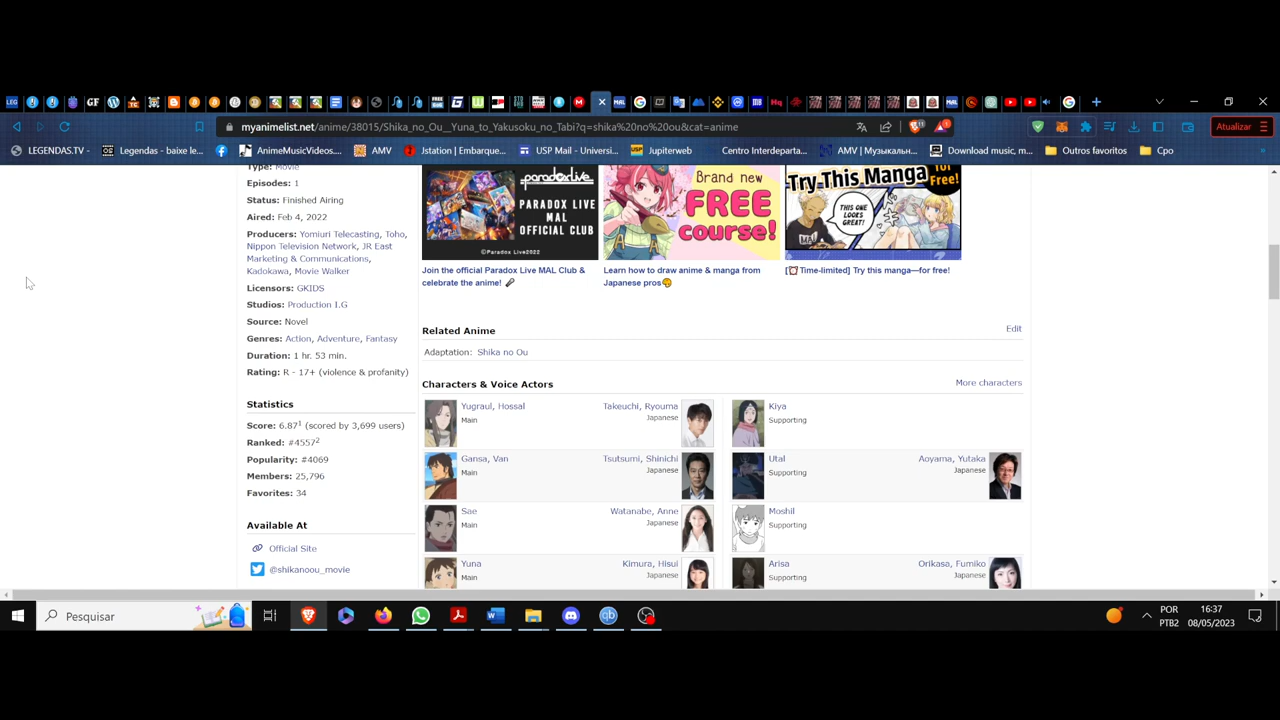 myanimelist.net/anime/38015/Shika_no_Ou__Yuna_to_Yakusoku_no_Tabi?q=shika%20no%20ou&cat=anime
Atualizar
LEGENDAS.TV -
Legendas - baixe le...
AnimeMusicVideos....
AMV
Jstation | Embarque...
USP Mail - Universi...
Jupiterweb
Centro Interdeparta...
AMV | Музыкальн...
Download music, m...
Outros favoritos
Cpo
Type: Movie
Episodes: 1
Status: Finished Airing
Aired: Feb 4, 2022
Producers: Yomiuri Telecasting, Toho,
Nippon Television Network, JR East
Marketing & Communications,
Kadokawa, Movie Walker
Licensors: GKIDS
Studios: Production I.G
Source: Novel
Genres: Action, Adventure, Fantasy
Duration: 1 hr. 53 min.
Rating: R - 17+ (violence & profanity)
Statistics
Score: 6.87¹ (scored by 3,699 users)
Ranked: #4557²
Popularity: #4069
Members: 25,796
Favorites: 34
Available At
Official Site
@shikanoou_movie
paradoxlive
PARADOX LIVE
MAL
OFFICIAL CLUB
©Paradox Live2022
Join the official Paradox Live MAL Club &
celebrate the anime! 🎤
Brand new
FREE
course!
Learn how to draw anime & manga from
Japanese pros
Try This Manga for
Free!
THIS ONE
LOOKS
GREAT!
[⏰Time-limited] Try this manga—for free!
Related Anime
Edit
Adaptation: Shika no Ou
Characters & Voice Actors
More characters
Yugraul, Hossal
Main
Takeuchi, Ryouma
Japanese
Kiya
Supporting
Gansa, Van
Main
Tsutsumi, Shinichi
Japanese
Utal
Supporting
Aoyama, Yutaka
Japanese
Sae
Main
Watanabe, Anne
Japanese
Moshil
Supporting
Yuna
Main
Kimura, Hisui
Japanese
Arisa
Supporting
Orikasa, Fumiko
Japanese
Pesquisar
POR
PTB2
16:37
08/05/2023